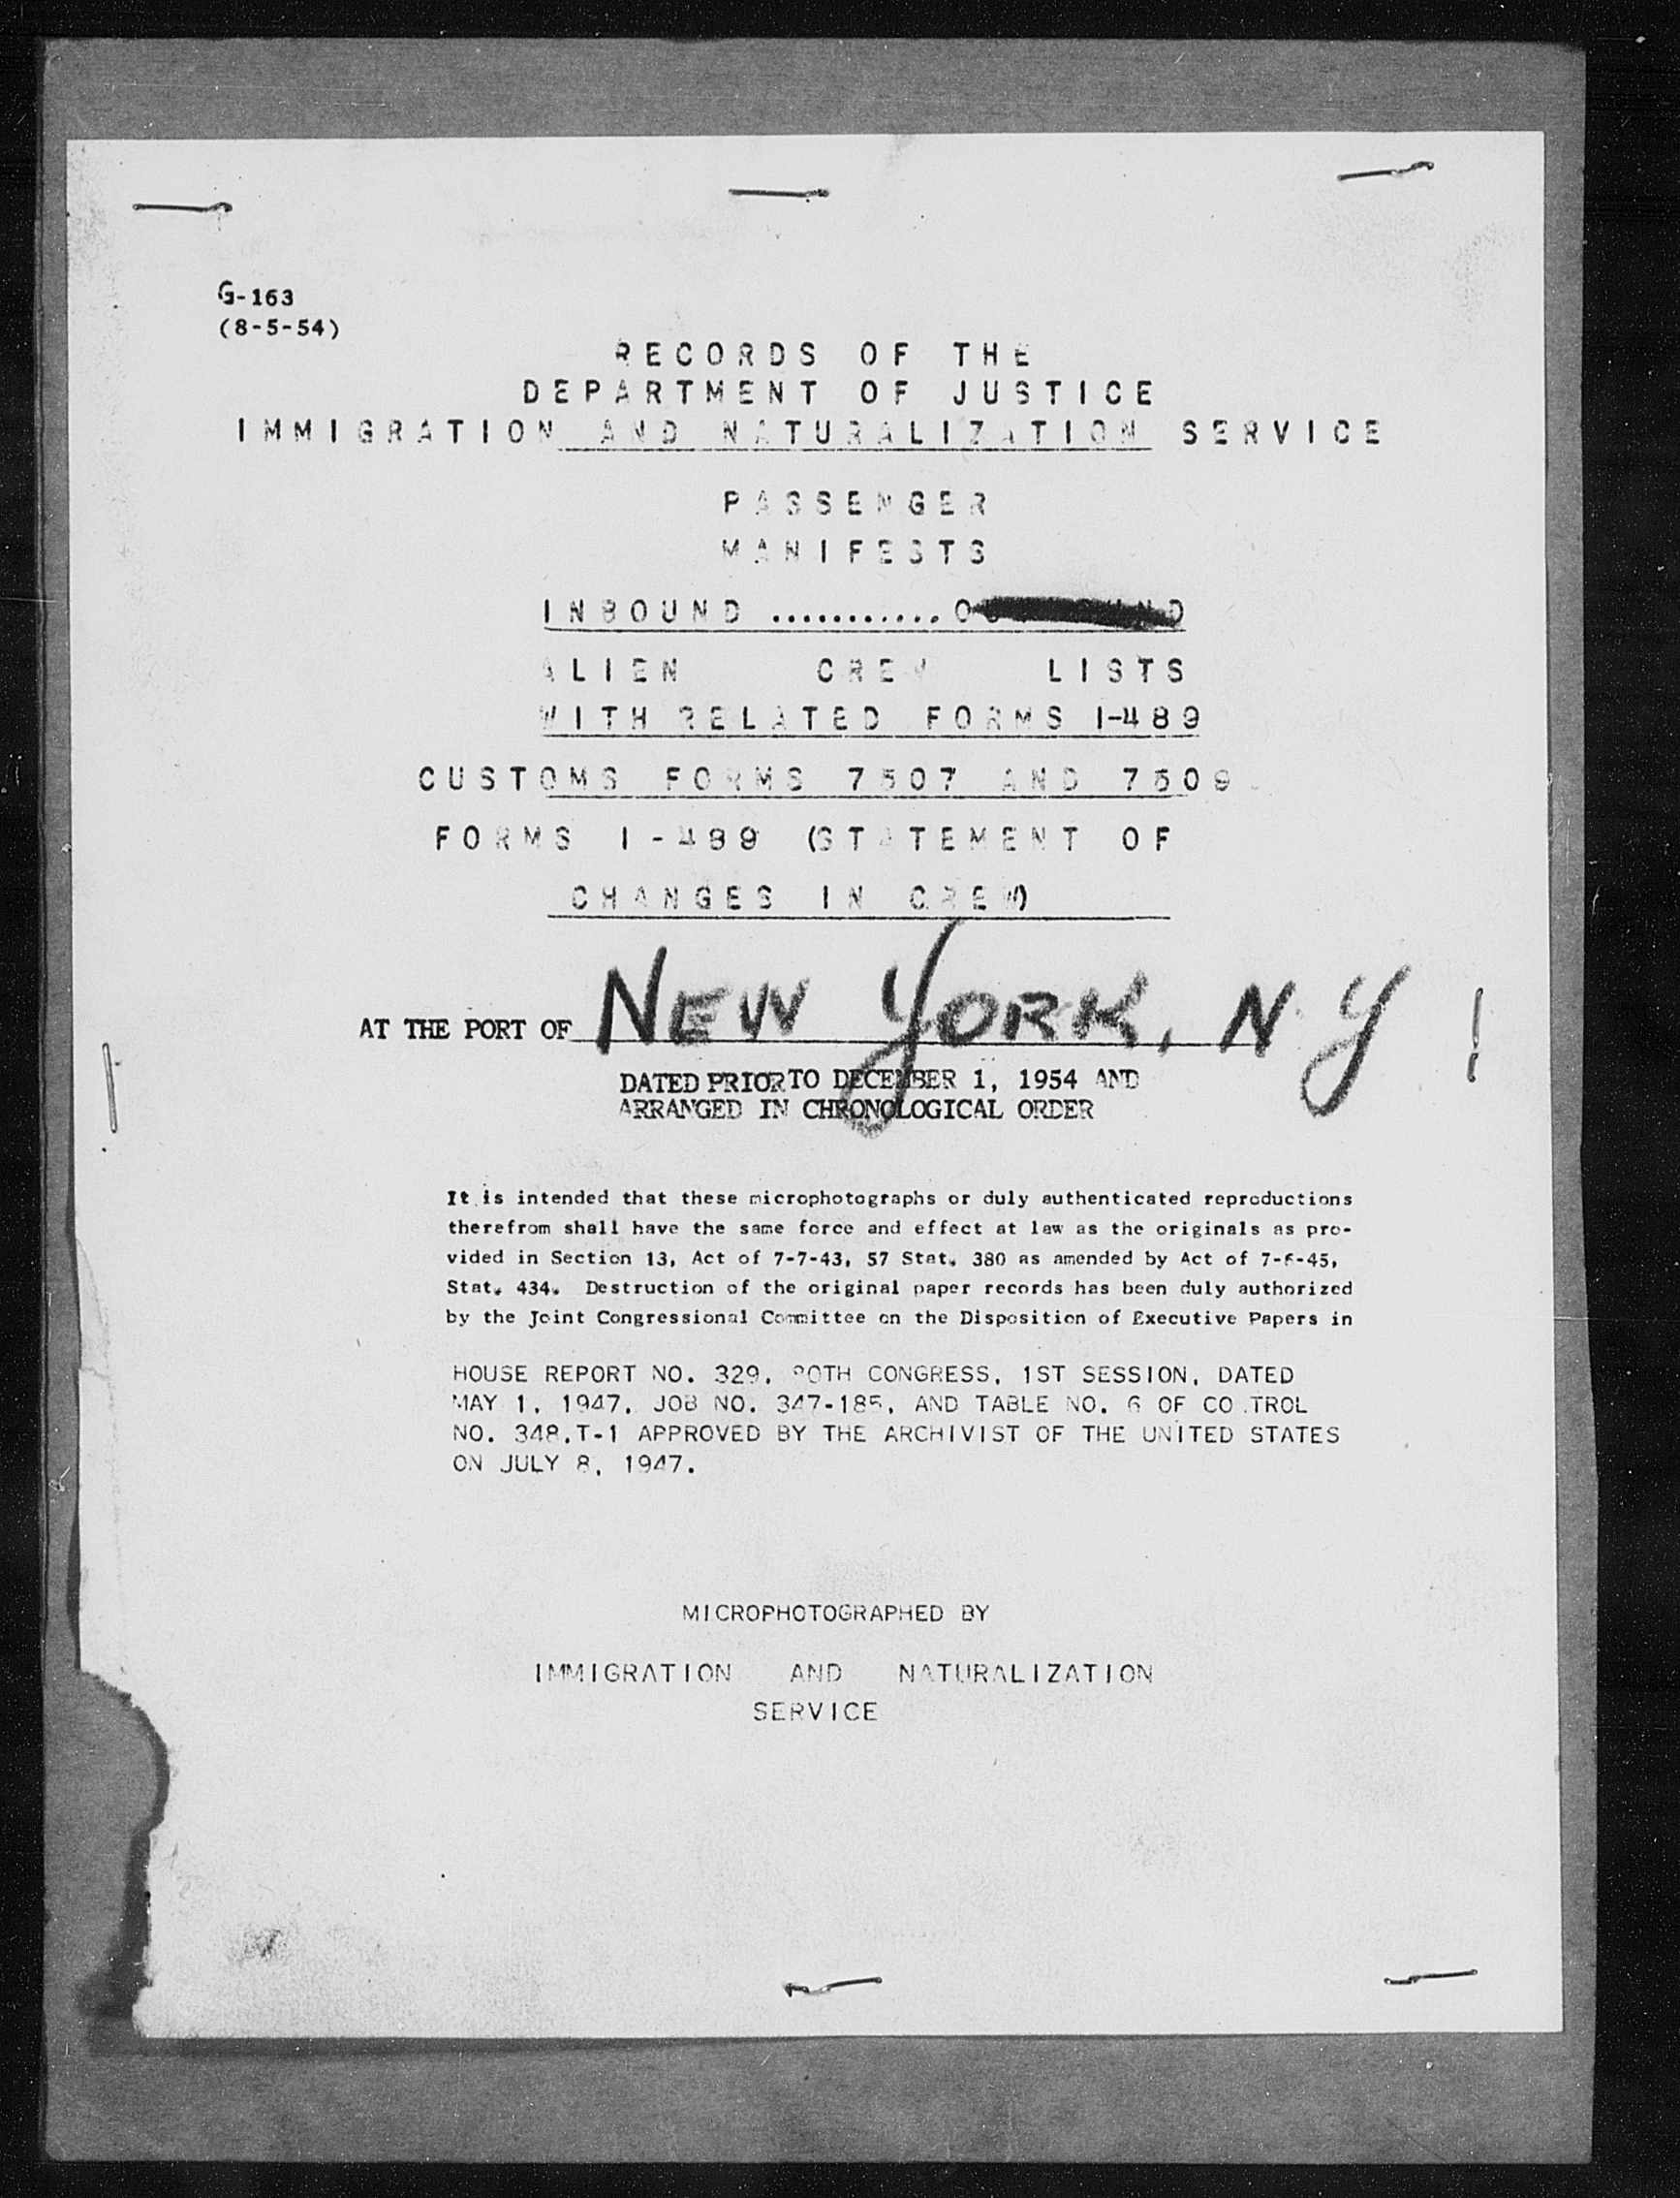 G-163
(8-5-54)
RECORDS OF THE
DEPARTMENT OF JUSTICE
IMMIGRATION AND NATURALIZATION SERVICE
PASSENGER
MANIFESTS
INBOUND ...........
ALIEN CREW LISTS
WITH RELATED FORMS I-489
CUSTOMS FORMS 7507 AND 7509
FORMS I-489 (STATEMENT OF
CHANGES IN CREW)
AT THE PORT OF NEW YORK, N.Y
DATED PRIOR TO DECEMBER 1, 1954 AND
ARRANGED IN CHRONOLOGICAL ORDER
It is intended that these microphotographs or duly authenticated reproductions
therefrom shall have the same force and effect at law as the originals as pro-
vided in Section 13, Act of 7-7-43, 57 Stat. 380 as amended by Act of 7-6-45,
Stat. 434. Destruction of the original paper records has been duly authorized
by the Joint Congressional Committee on the Disposition of Executive Papers in
HOUSE REPORT NO. 329, 80TH CONGRESS, 1ST SESSION, DATED
MAY 1, 1947, JOB NO. 347-185, AND TABLE NO. 6 OF CO TROL
NO. 348,T-1 APPROVED BY THE ARCHIVIST OF THE UNITED STATES
ON JULY 8, 1947.
MICROPHOTOGRAPHED BY
IMMIGRATION AND NATURALIZATION
SERVICE